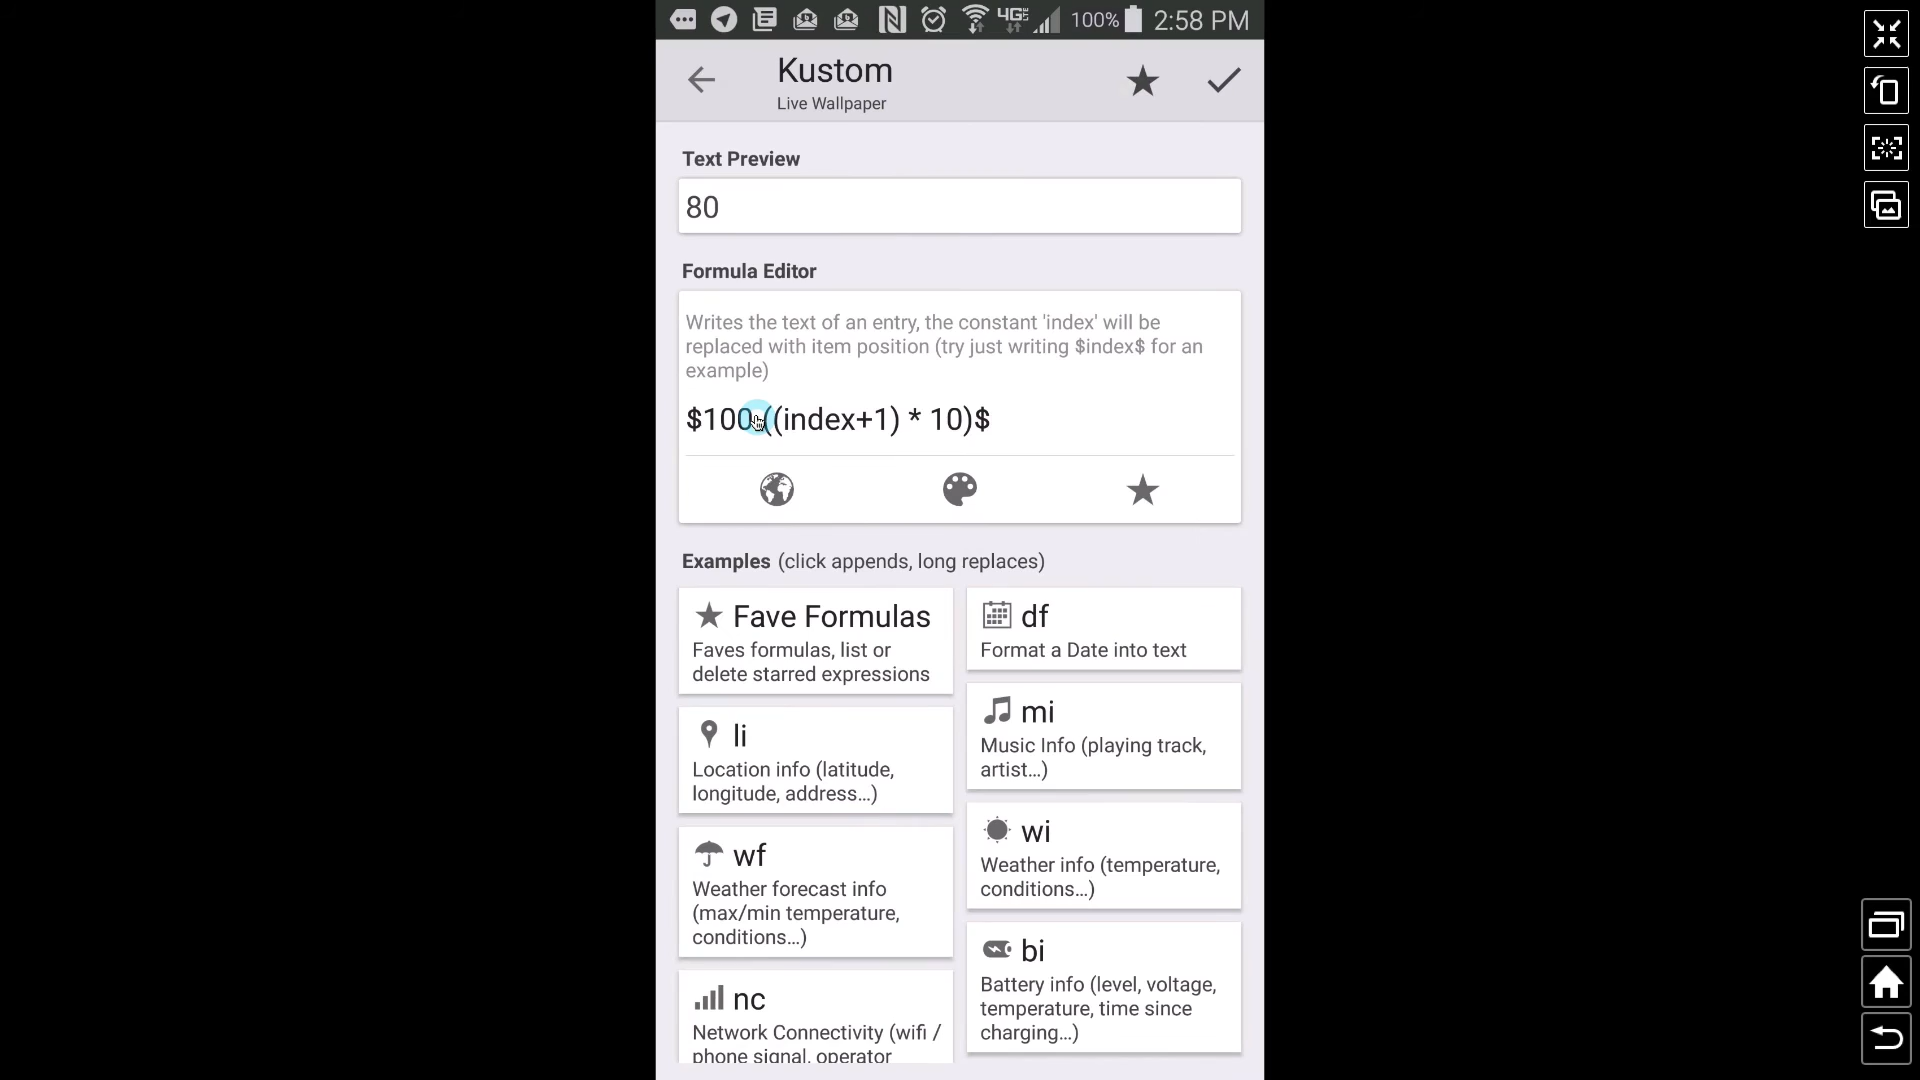 4G LTE 100% 2:58 PM
Kustom
Live Wallpaper
Text Preview
80
Formula Editor
Writes the text of an entry, the constant 'index' will be
replaced with item position (try just writing $index$ for an
example)
$100 ((index+1) * 10)$
Examples (click appends, long replaces)
Fave Formulas
Faves formulas, list or
delete starred expressions
df
Format a Date into text
li
Location info (latitude,
longitude, address...)
mi
Music Info (playing track,
artist...)
wf
Weather forecast info
(max/min temperature,
conditions...)
wi
Weather info (temperature,
conditions...)
nc
Network Connectivity (wifi /
phone signal, operator
bi
Battery info (level, voltage,
temperature, time since
charging...)